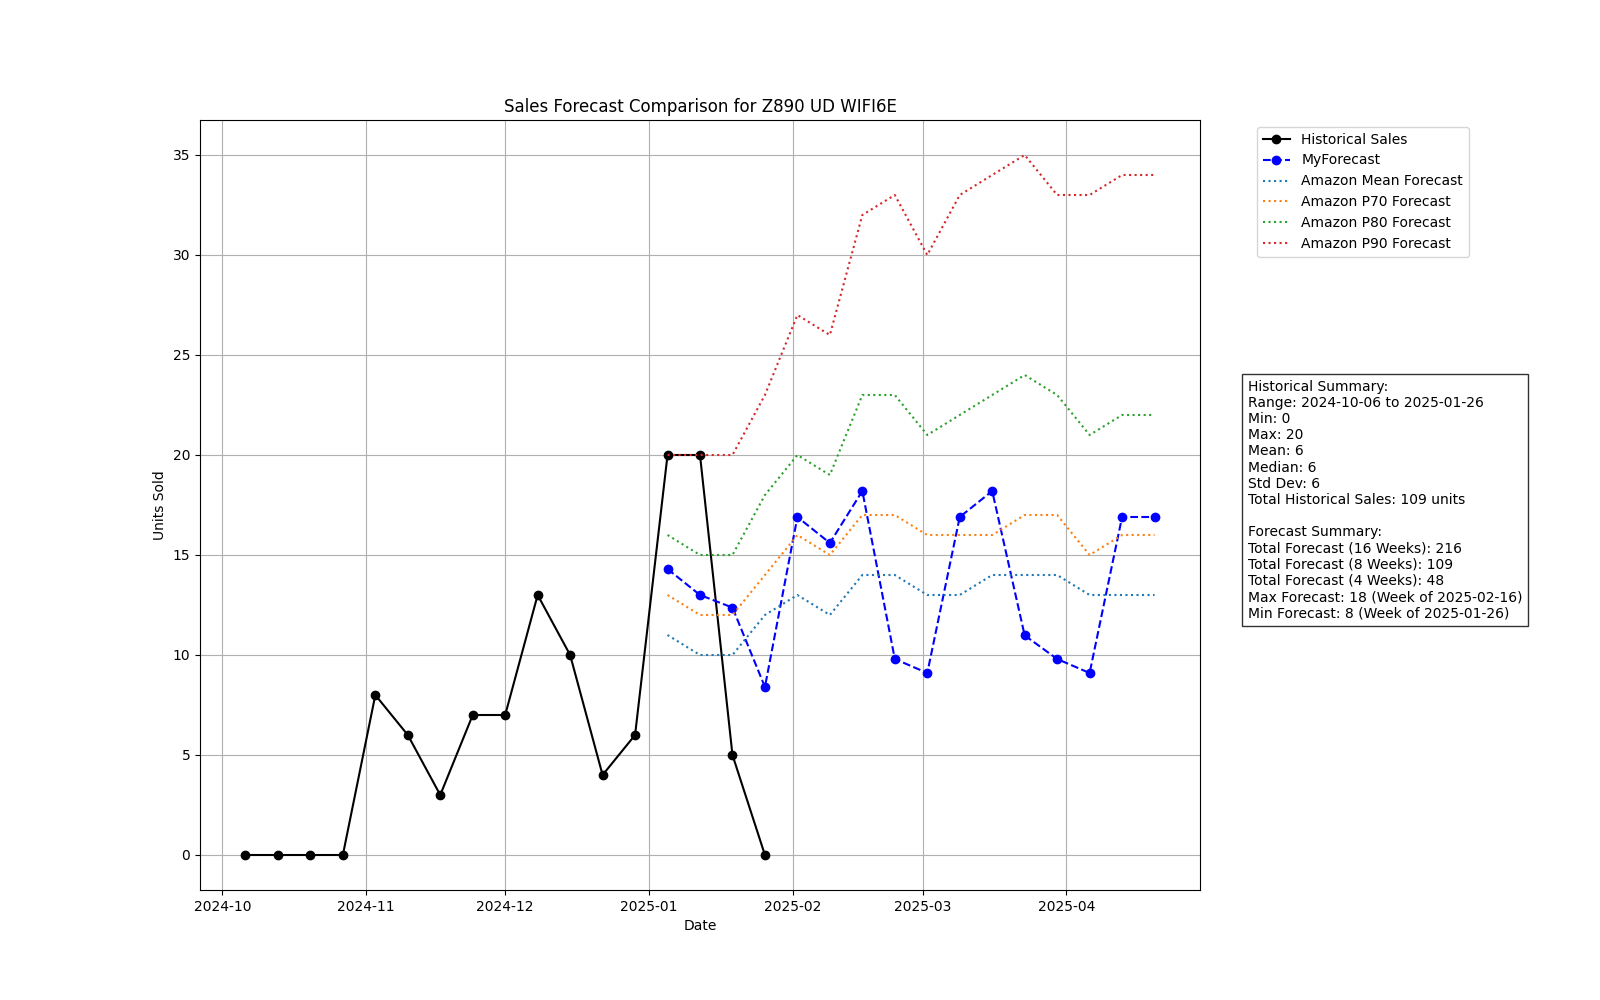 Sales Forecast Comparison for Z890 UD WIFI6E
Historical Sales
MyForecast
Amazon Mean Forecast
Amazon P70 Forecast
Amazon P80 Forecast
Amazon P90 Forecast
35
30
25
20
15
10
5
0
Units Sold
2024-10
2024-11
2024-12
2025-01
2025-02
2025-03
2025-04
Date
Historical Summary:
Range: 2024-10-06 to 2025-01-26
Min: 0
Max: 20
Mean: 6
Median: 6
Std Dev: 6
Total Historical Sales: 109 units
Forecast Summary:
Total Forecast (16 Weeks): 216
Total Forecast (8 Weeks): 109
Total Forecast (4 Weeks): 48
Max Forecast: 18 (Week of 2025-02-16)
Min Forecast: 8 (Week of 2025-01-26)